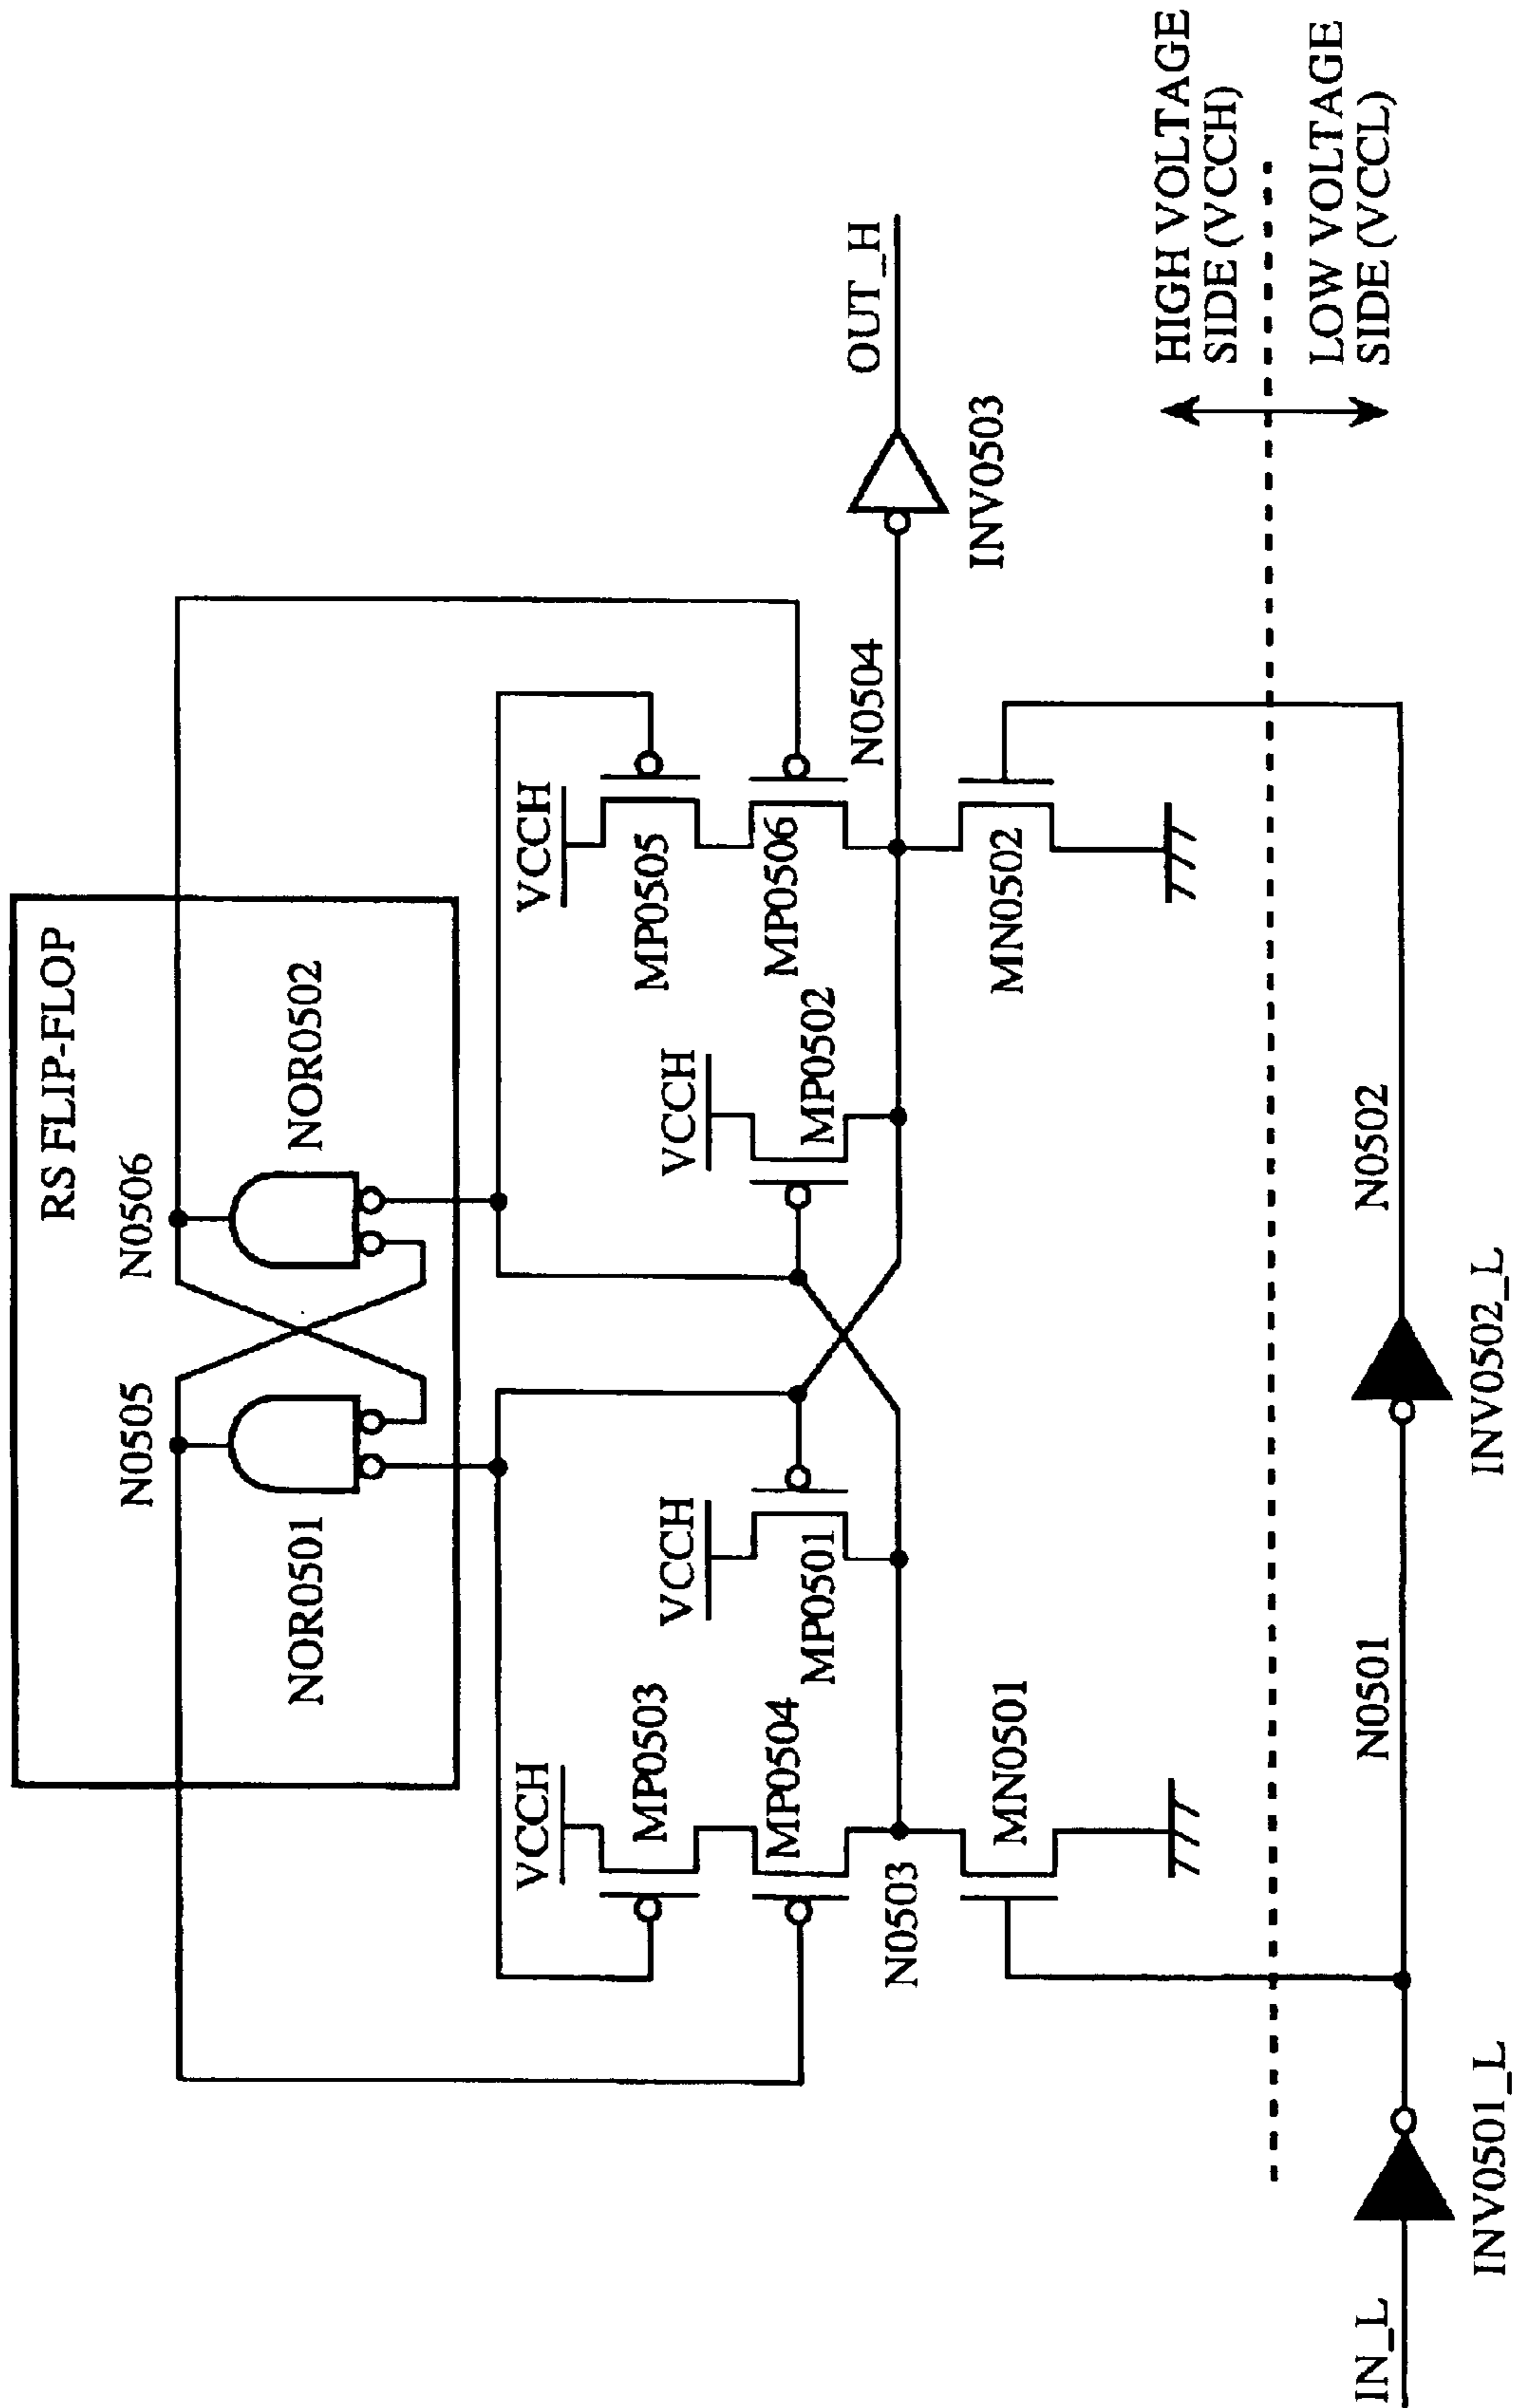 RS FLIP-FLOP
N0505
N0506
NOR0501
NOR0502
VCCH
VCCH
MP0503
MP0505
VCCH
VCCH
MP0504
MP0501
MP0502
MP0506
N0503
N0504
OUT_H
MN0501
MN0502
INV0503
HIGH VOLTAGE
SIDE (VCCH)
LOW VOLTAGE
SIDE (VCCL)
IN_L
N0501
N0502
INV0501_L
INV0502_L